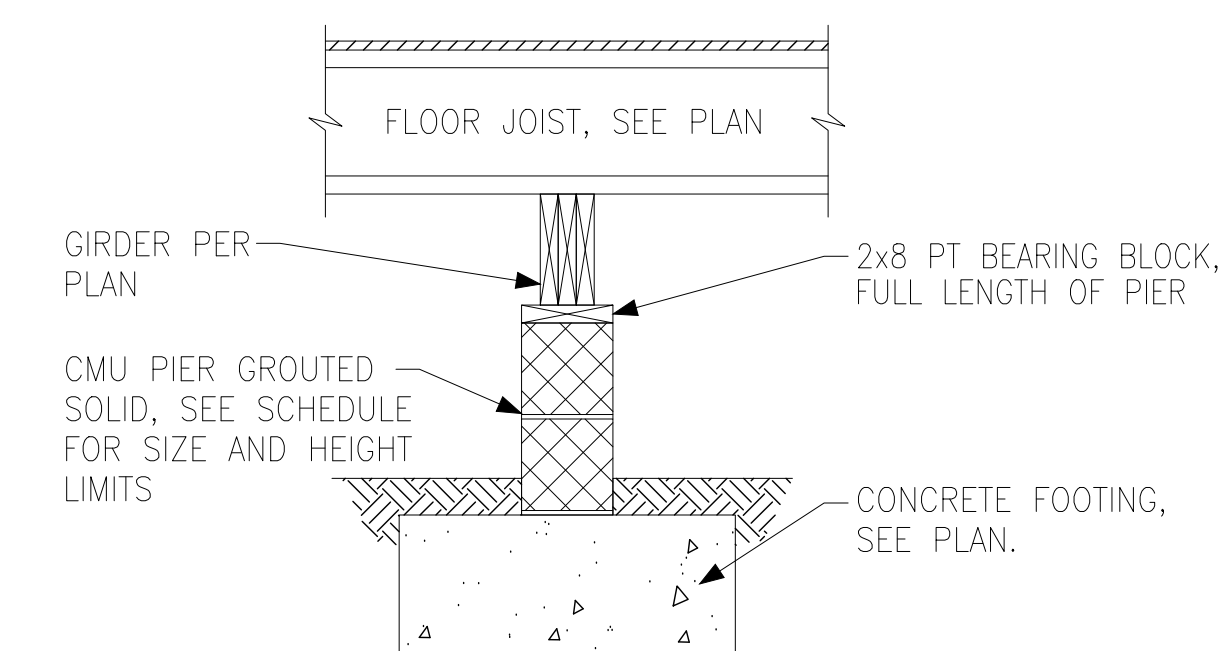 FLOOR JOIST, SEE PLAN
GIRDER PER
PLAN
2x8 PT BEARING BLOCK,
FULL LENGTH OF PIER
CMU PIER GROUTED
SOLID, SEE SCHEDULE
FOR SIZE AND HEIGHT
LIMITS
CONCRETE FOOTING,
SEE PLAN.